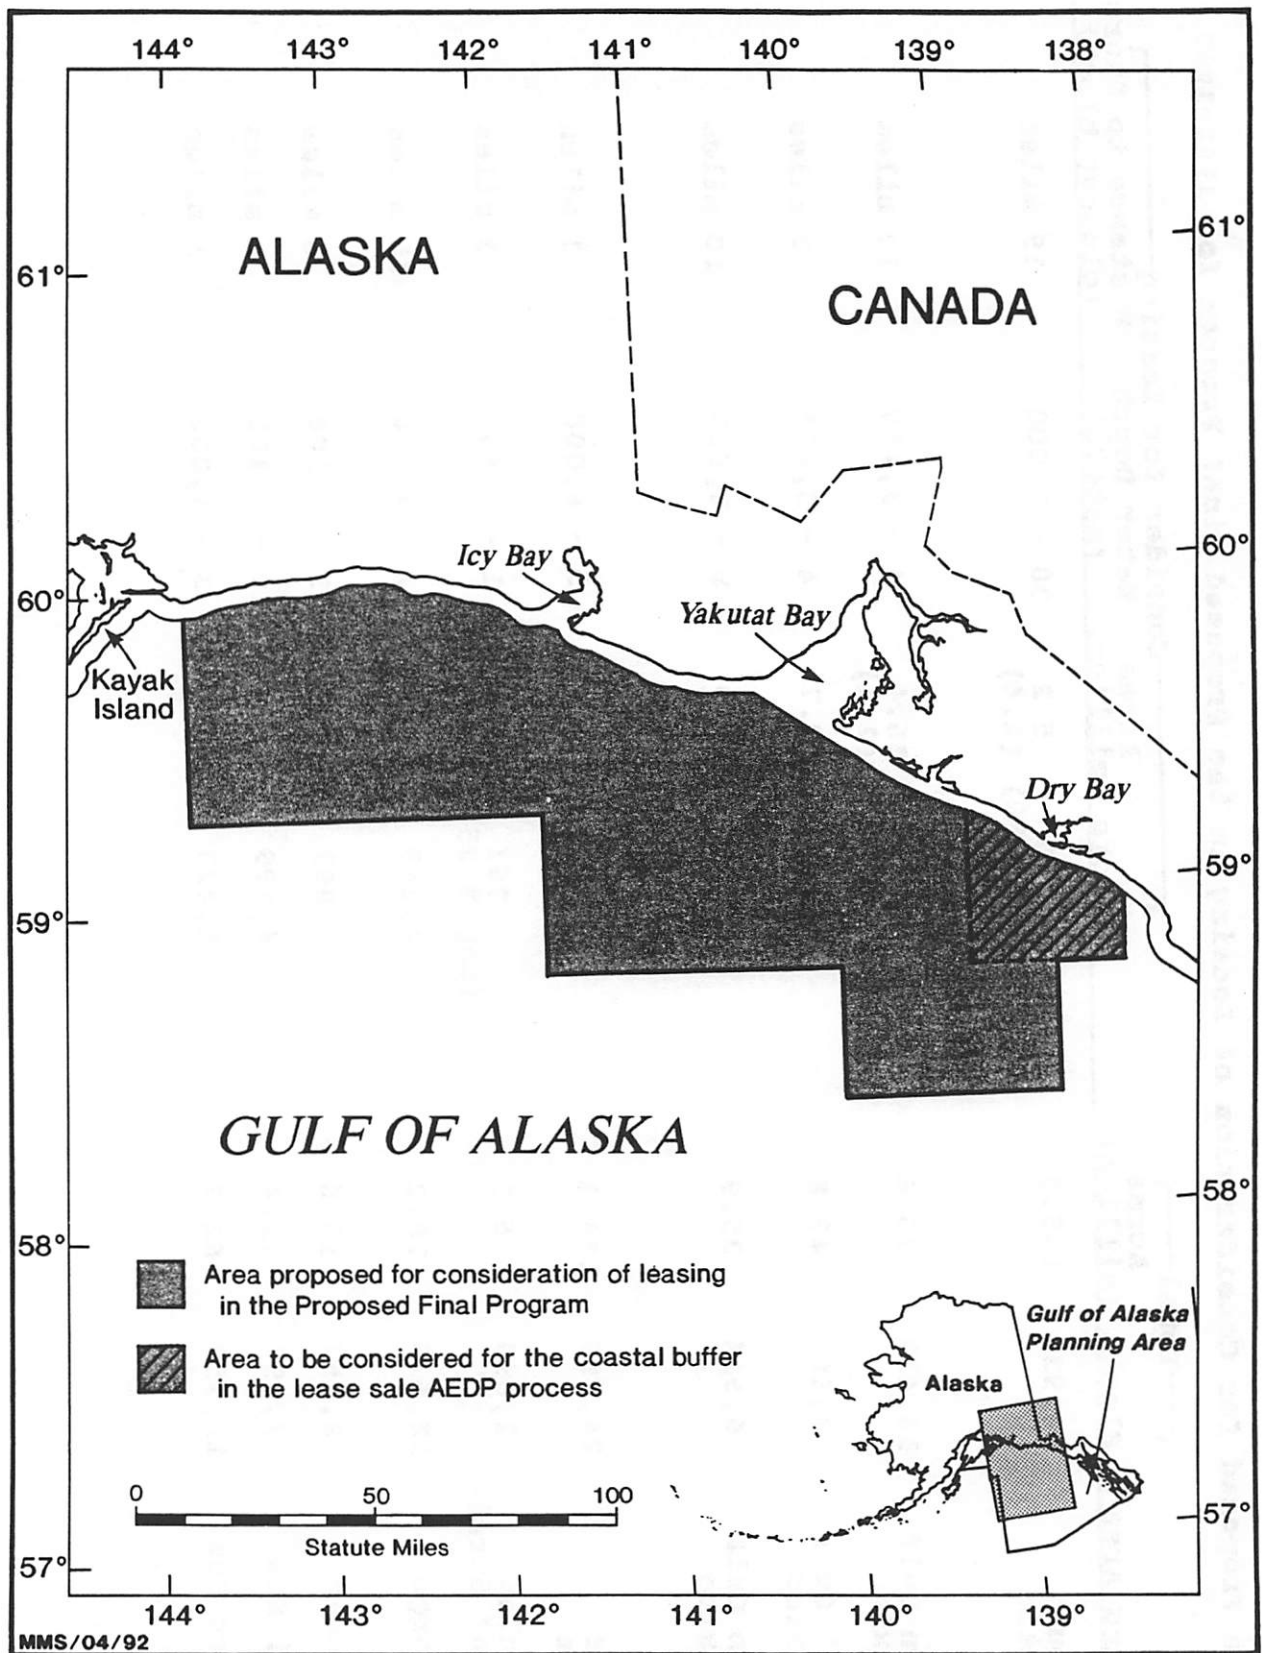 144° 143° 142° 141° 140° 139° 138°
ALASKA
61°
61°
CANADA
60°
Icy Bay
60°
Yakutat Bay
Kayak
Island
Dry Bay
59°
59°
GULF OF ALASKA
58°
58°
Area proposed for consideration of leasing
in the Proposed Final Program
Area to be considered for the coastal buffer
in the lease sale AEDP process
Gulf of Alaska
Planning Area
Alaska
0 50 100
Statute Miles
57°
57°
144° 143° 142° 141° 140° 139°
MMS/04/92